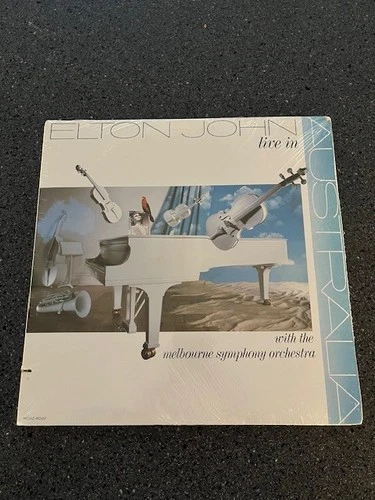 ELTON JOHN
live in
AUSTRALIA
with the
melbourne symphony orchestra